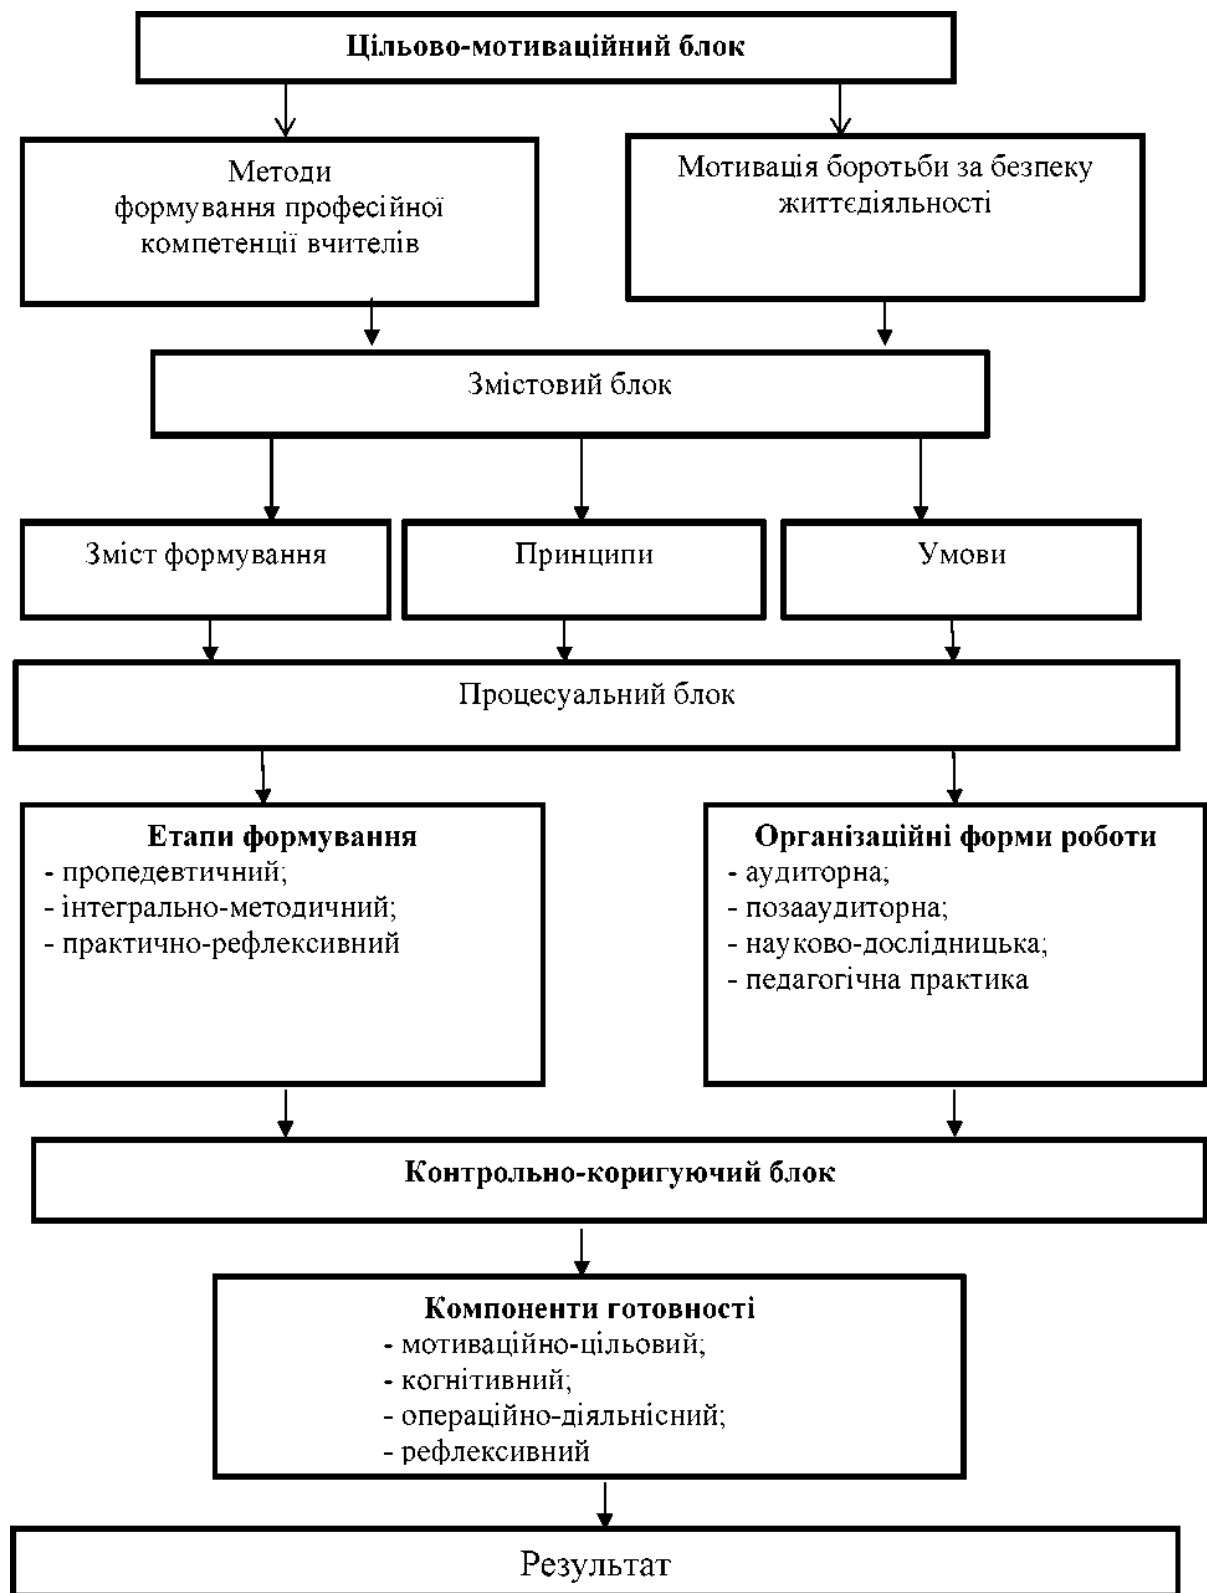 Цільово-мотиваційний блок
Методи
формування професійної
компетенції вчителів
Мотивація боротьби за безпеку
життєдіяльності
Змістовий блок
Зміст формування
Принципи
Умови
Процесуальний блок
Етапи формування
- пропедевтичний;
- інтегрально-методичний;
- практично-рефлексивний
Організаційні форми роботи
- аудиторна;
- позааудиторна;
- науково-дослідницька;
- педагогічна практика
Контрольно-коригуючий блок
Компоненти готовності
- мотиваційно-цільовий;
- когнітивний;
- операційно-діяльнісний;
- рефлексивний
Результат